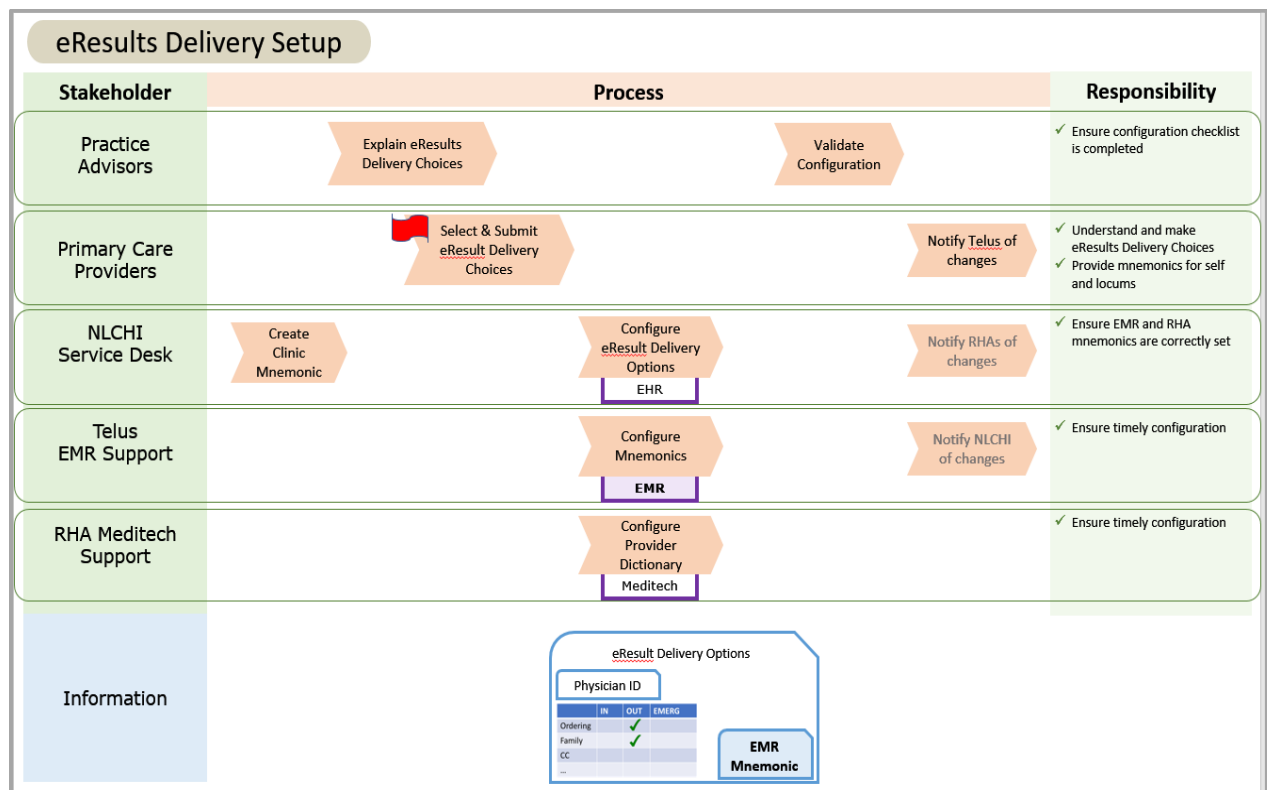 eResults Delivery Setup
Stakeholder
Process
Responsibility
Practice
Advisors
Explain eResults
Delivery Choices
Validate
Configuration
✓ Ensure configuration checklist
is completed
Primary Care
Providers
Select & Submit
eResult Delivery
Choices
Notify Telus of
changes
✓ Understand and make
eResults Delivery Choices
✓ Provide mnemonics for self
and locums
NLCHI
Service Desk
Create
Clinic
Mnemonic
Configure
eResult Delivery
Options
EHR
Notify RHAs of
changes
✓ Ensure EMR and RHA
mnemonics are correctly set
Telus
EMR Support
Configure
Mnemonics
EMR
Notify NLCHI
of changes
✓ Ensure timely configuration
RHA Meditech
Support
Configure
Provider
Dictionary
Meditech
✓ Ensure timely configuration
Information
eResult Delivery Options
Physician ID
IN OUT EMERG
Ordering ✓
Family ✓
CC
...
EMR
Mnemonic